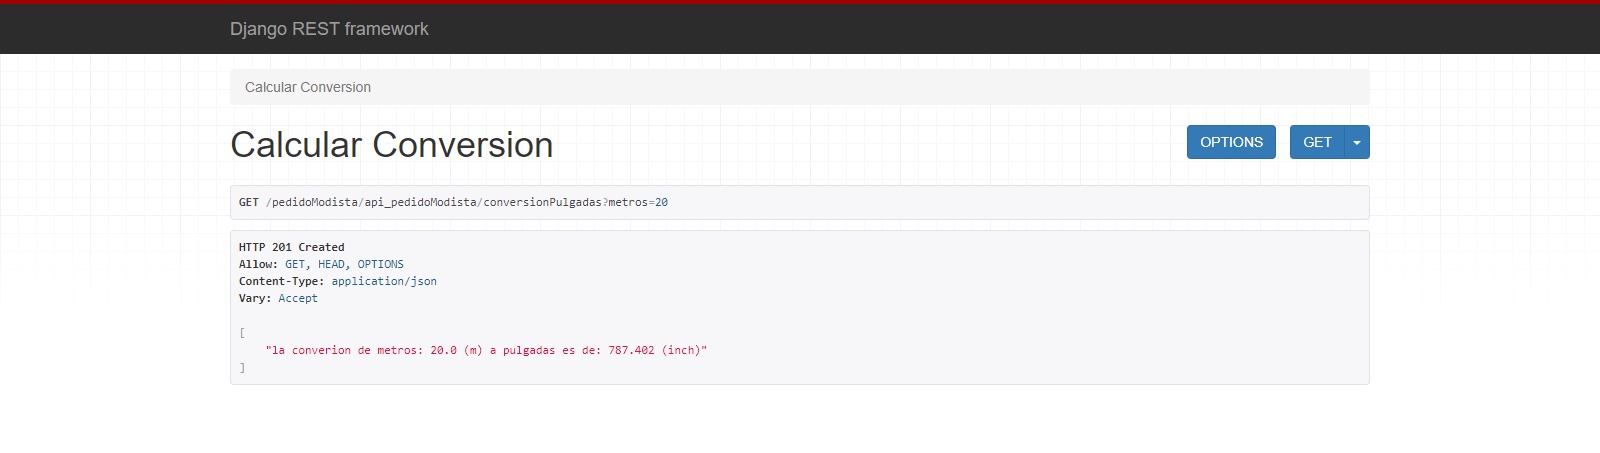 Django REST framework
Calcular Conversion
Calcular Conversion
OPTIONS
GET
GET /pedidoModista/api_pedidoModista/conversionPulgadas?metros=20
HTTP 201 Created
Allow: GET, HEAD, OPTIONS
Content-Type: application/json
Vary: Accept
[
"la converion de metros: 20.0 (m) a pulgadas es de: 787.402 (inch)"
]